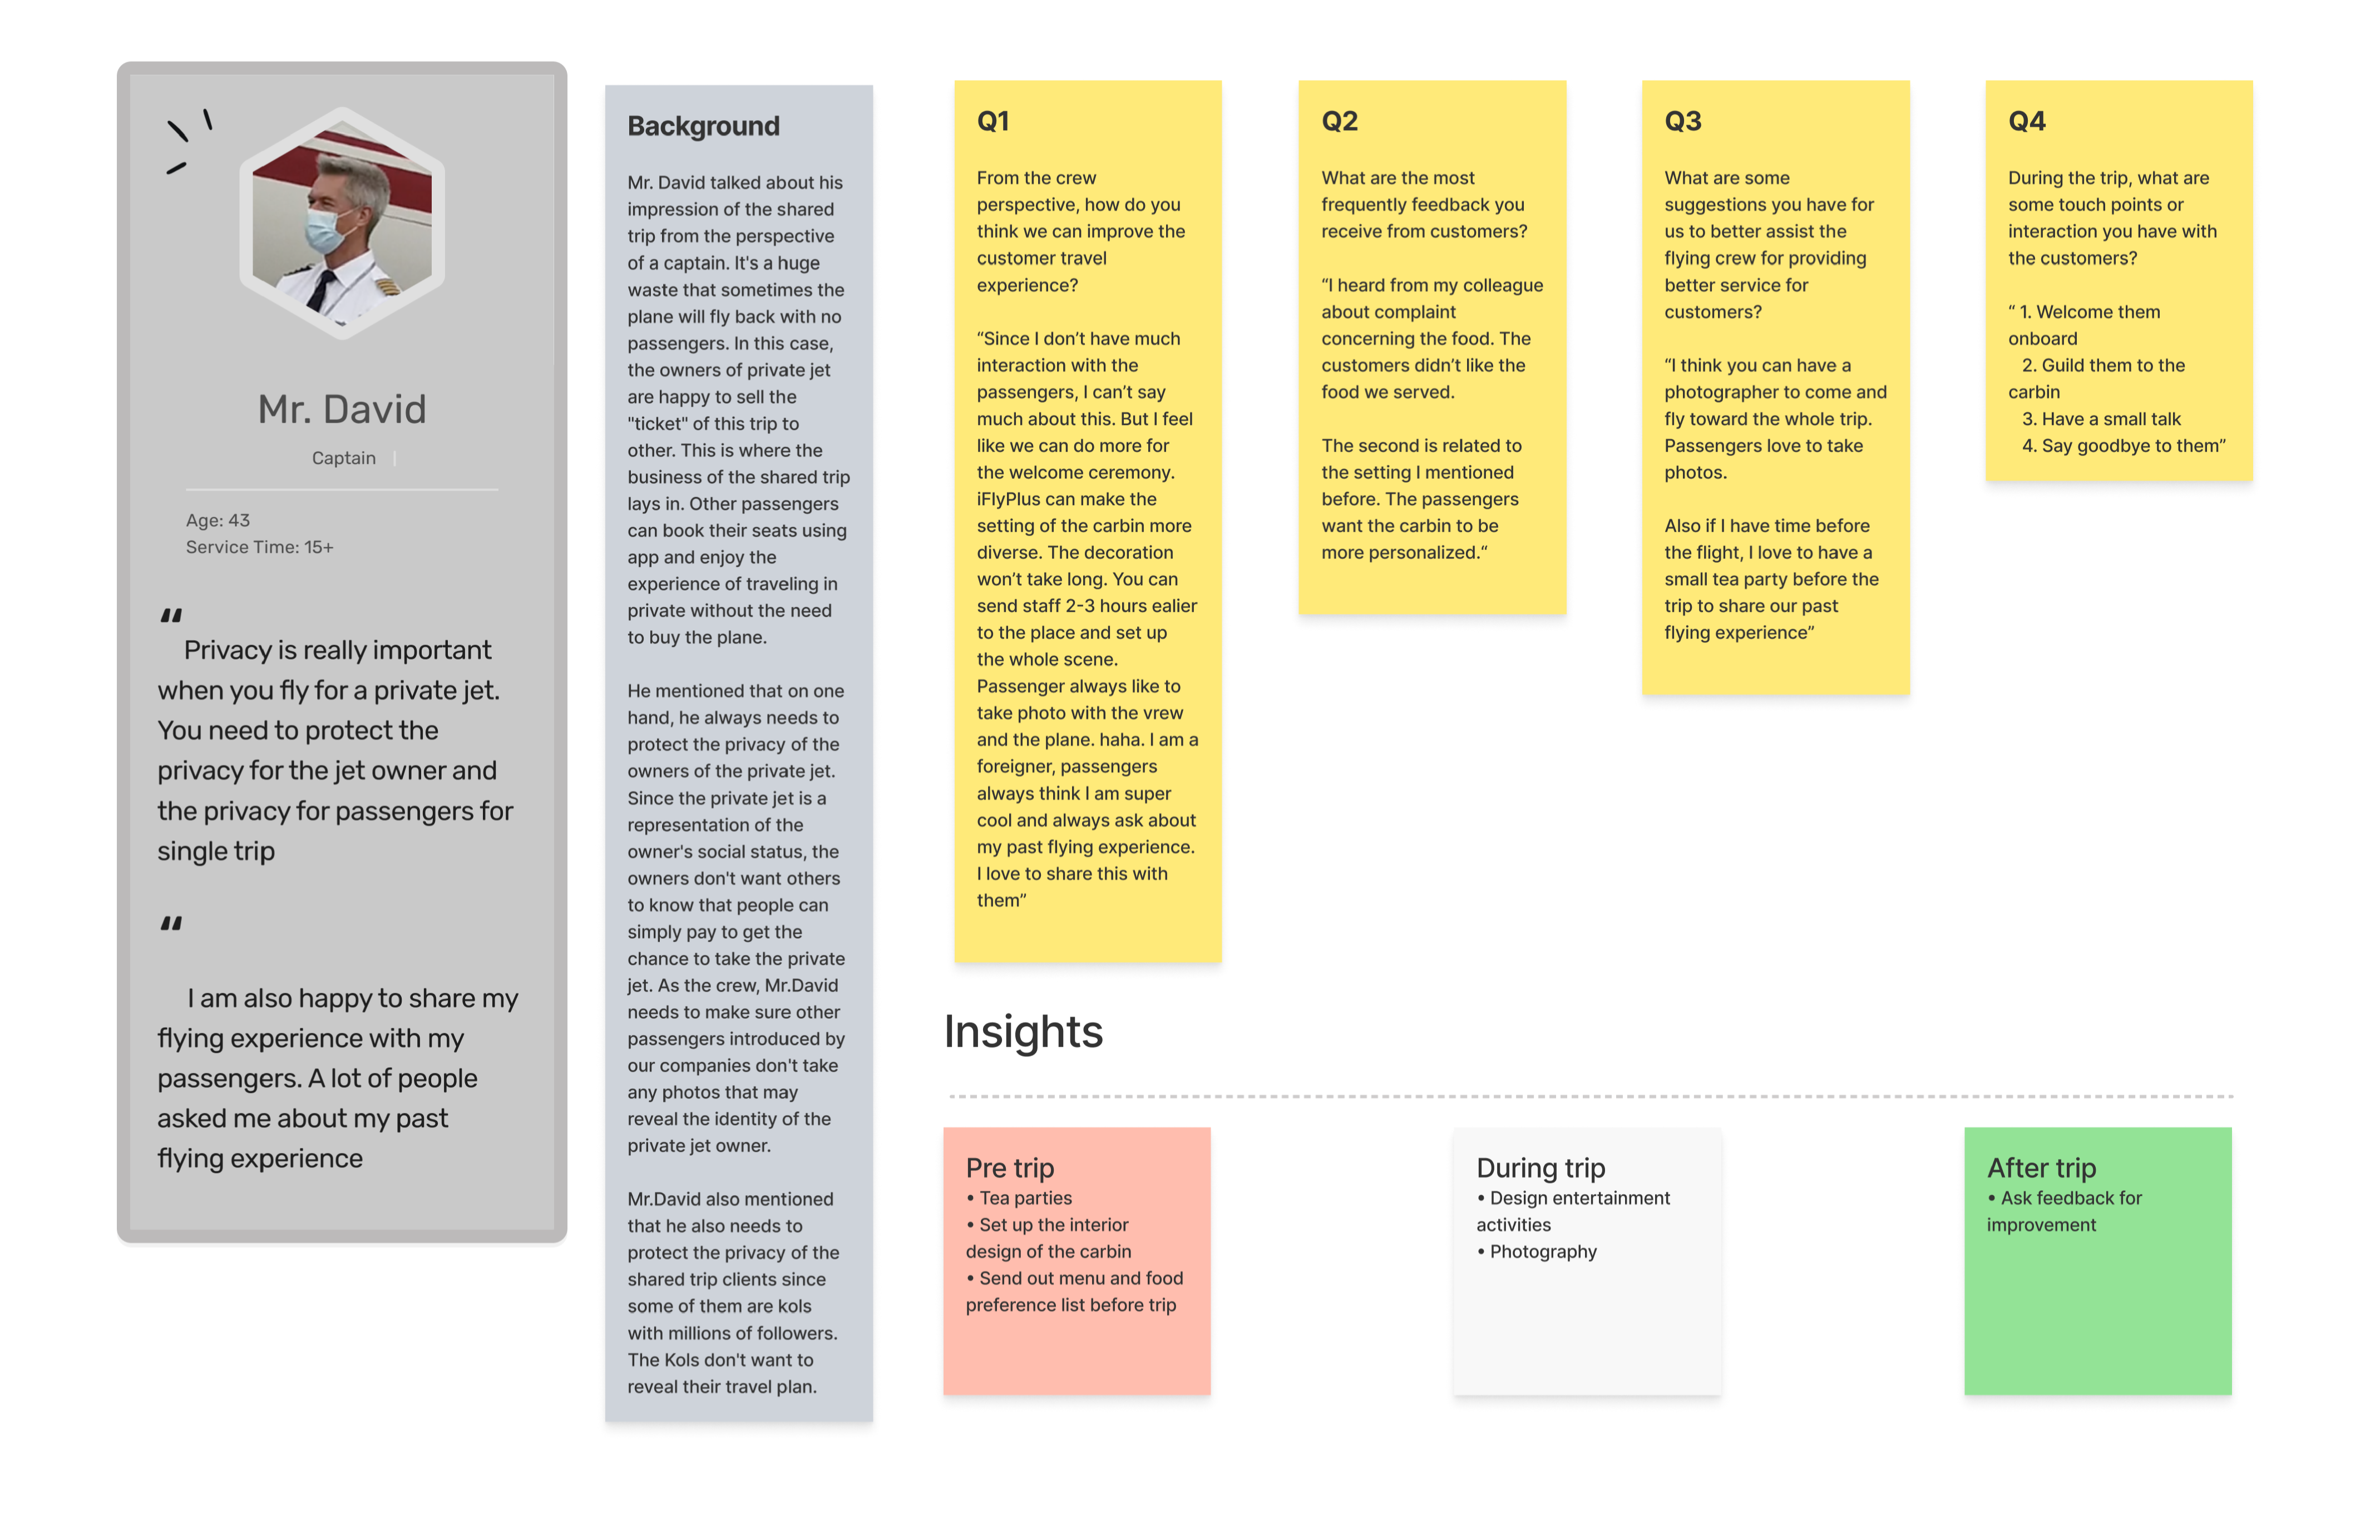 Mr. David
Captain
Age: 43
Service Time: 15+
“
Privacy is really important
when you fly for a private jet.
You need to protect the
privacy for the jet owner and
the privacy for passengers for
single trip
“
I am also happy to share my
flying experience with my
passengers. A lot of people
asked me about my past
flying experience
Background
Mr. David talked about his
impression of the shared
trip from the perspective
of a captain. It's a huge
waste that sometimes the
plane will fly back with no
passengers. In this case,
the owners of private jet
are happy to sell the
"ticket" of this trip to
other. This is where the
business of the shared trip
lays in. Other passengers
can book their seats using
app and enjoy the
experience of traveling in
private without the need
to buy the plane.
He mentioned that on one
hand, he always needs to
protect the privacy of the
owners of the private jet.
Since the private jet is a
representation of the
owner's social status, the
owners don't want others
to know that people can
simply pay to get the
chance to take the private
jet. As the crew, Mr.David
needs to make sure other
passengers introduced by
our companies don't take
any photos that may
reveal the identity of the
private jet owner.
Mr.David also mentioned
that he also needs to
protect the privacy of the
shared trip clients since
some of them are kols
with millions of followers.
The Kols don't want to
reveal their travel plan.
Q1
From the crew
perspective, how do you
think we can improve the
customer travel
experience?
“Since I don’t have much
interaction with the
passengers, I can’t say
much about this. But I feel
like we can do more for
the welcome ceremony.
iFlyPlus can make the
setting of the carbin more
diverse. The decoration
won’t take long. You can
send staff 2-3 hours ealier
to the place and set up
the whole scene.
Passenger always like to
take photo with the vrew
and the plane. haha. I am a
foreigner, passengers
always think I am super
cool and always ask about
my past flying experience.
I love to share this with
them”
Q2
What are the most
frequently feedback you
receive from customers?
“I heard from my colleague
about complaint
concerning the food. The
customers didn’t like the
food we served.
The second is related to
the setting I mentioned
before. The passengers
want the carbin to be
more personalized.“
Q3
What are some
suggestions you have for
us to better assist the
flying crew for providing
better service for
customers?
“I think you can have a
photographer to come and
fly toward the whole trip.
Passengers love to take
photos.
Also if I have time before
the flight, I love to have a
small tea party before the
trip to share our past
flying experience”
Q4
During the trip, what are
some touch points or
interaction you have with
the customers?
“ 1. Welcome them
onboard
2. Guild them to the
carbin
3. Have a small talk
4. Say goodbye to them”
Insights
Pre trip
• Tea parties
• Set up the interior
design of the carbin
• Send out menu and food
preference list before trip
During trip
• Design entertainment
activities
• Photography
After trip
• Ask feedback for
improvement